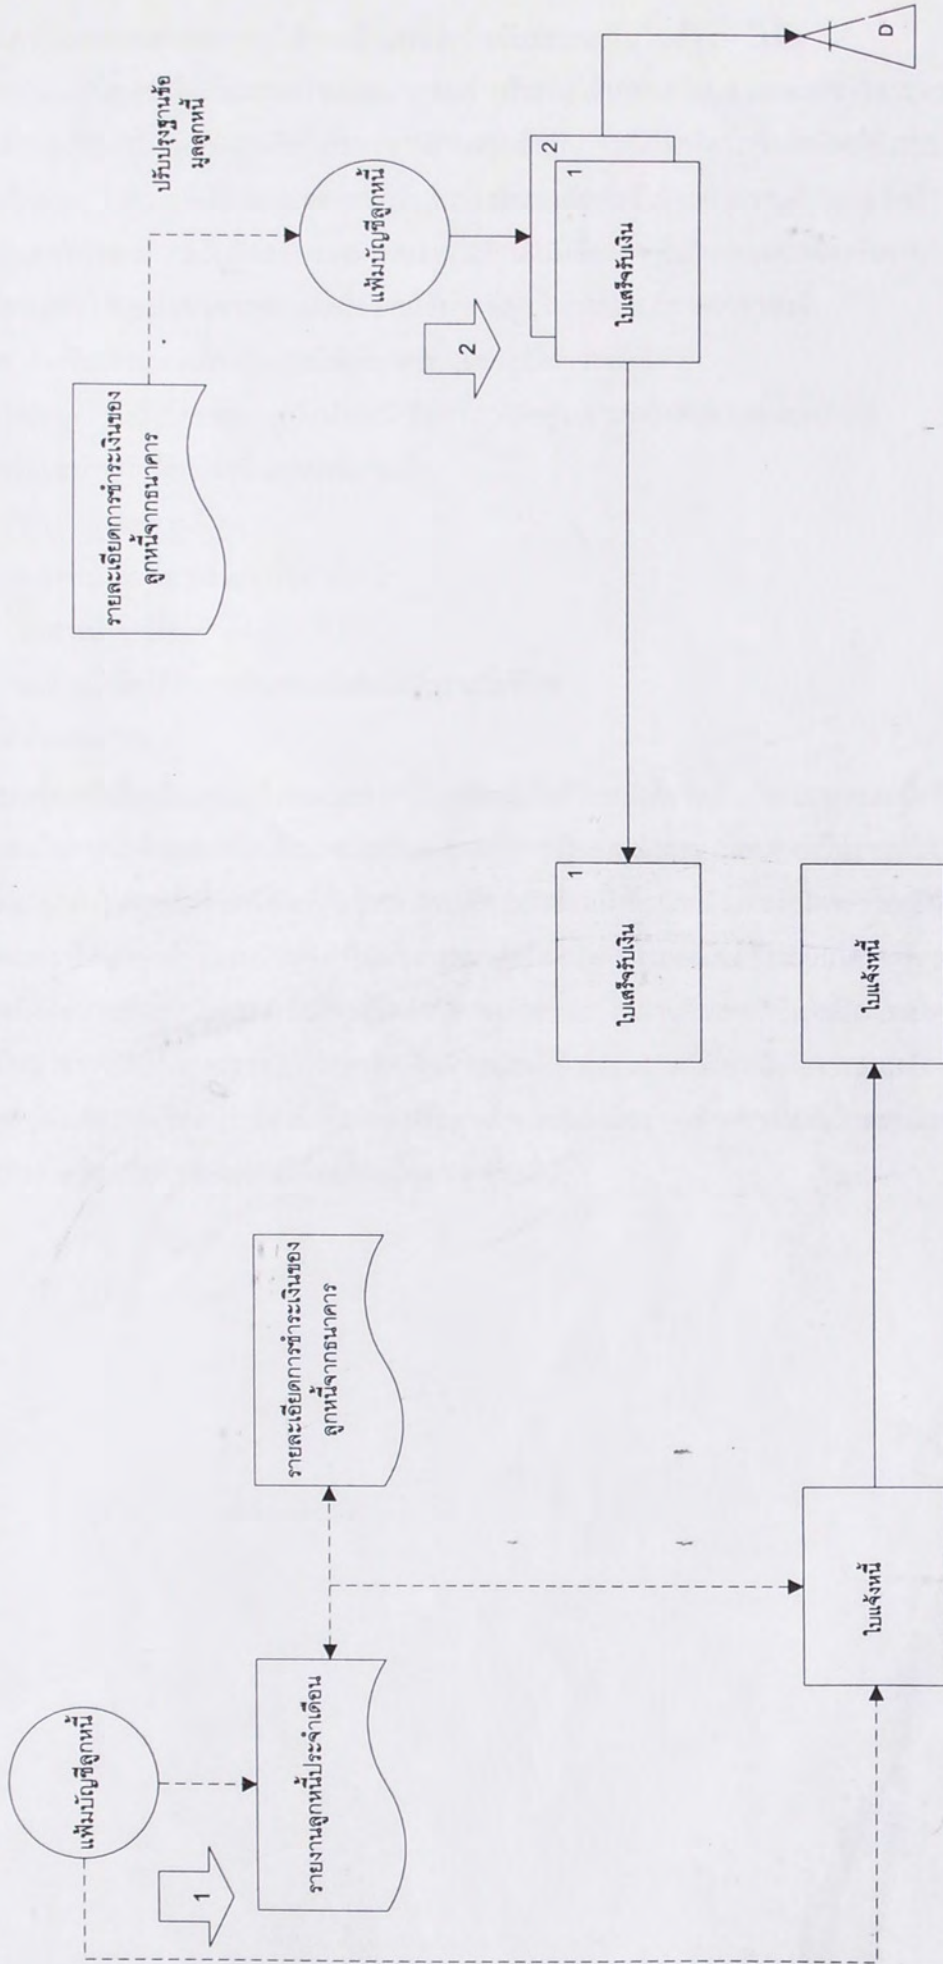 แฟ้มบัญชีลูกหนี้
1
รายงานลูกหนี้ประจำเดือน
รายละเอียดการชำระเงินของ
ลูกหนี้จากธนาคาร
ใบแจ้งหนี้
ใบแจ้งหนี้
ใบเสร็จรับเงิน
1
รายละเอียดการชำระเงินของ
ลูกหนี้จากธนาคาร
ปรับปรุงฐานข้อ
มูลลูกหนี้
แฟ้มบัญชีลูกหนี้
2
ใบเสร็จรับเงิน
1
2
D